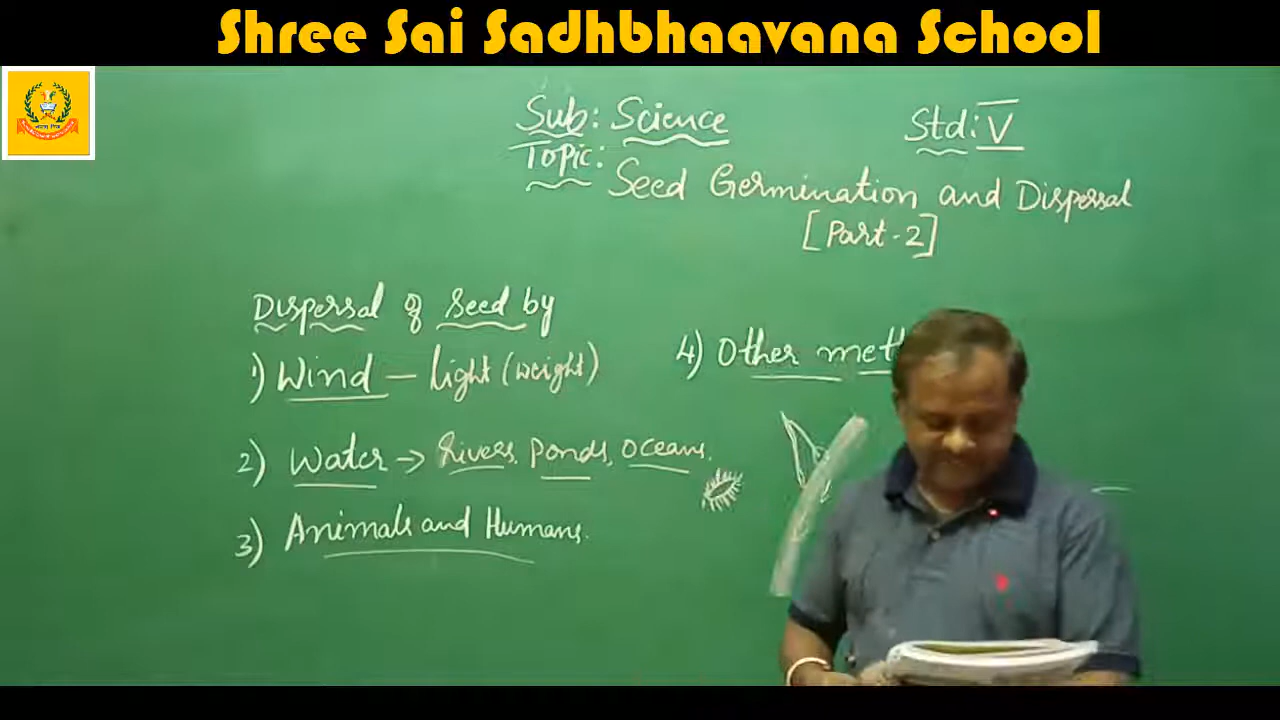 Shree Sai Sadhbhaavana School
Sub: Science
Std: V
Topic: Seed Germination and Dispersal
[Part-2]
Dispersal of seed by
1) Wind — light (weight)
2) Water → Rivers, Ponds, Oceans.
3) Animals and Humans.
4) Other